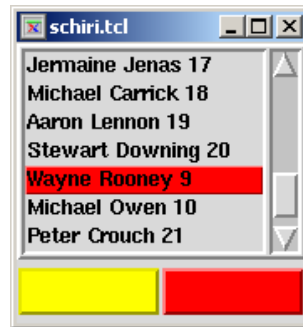 schiri.tcl
Jermaine Jenas 17
Michael Carrick 18
Aaron Lennon 19
Stewart Downing 20
Wayne Rooney 9
Michael Owen 10
Peter Crouch 21